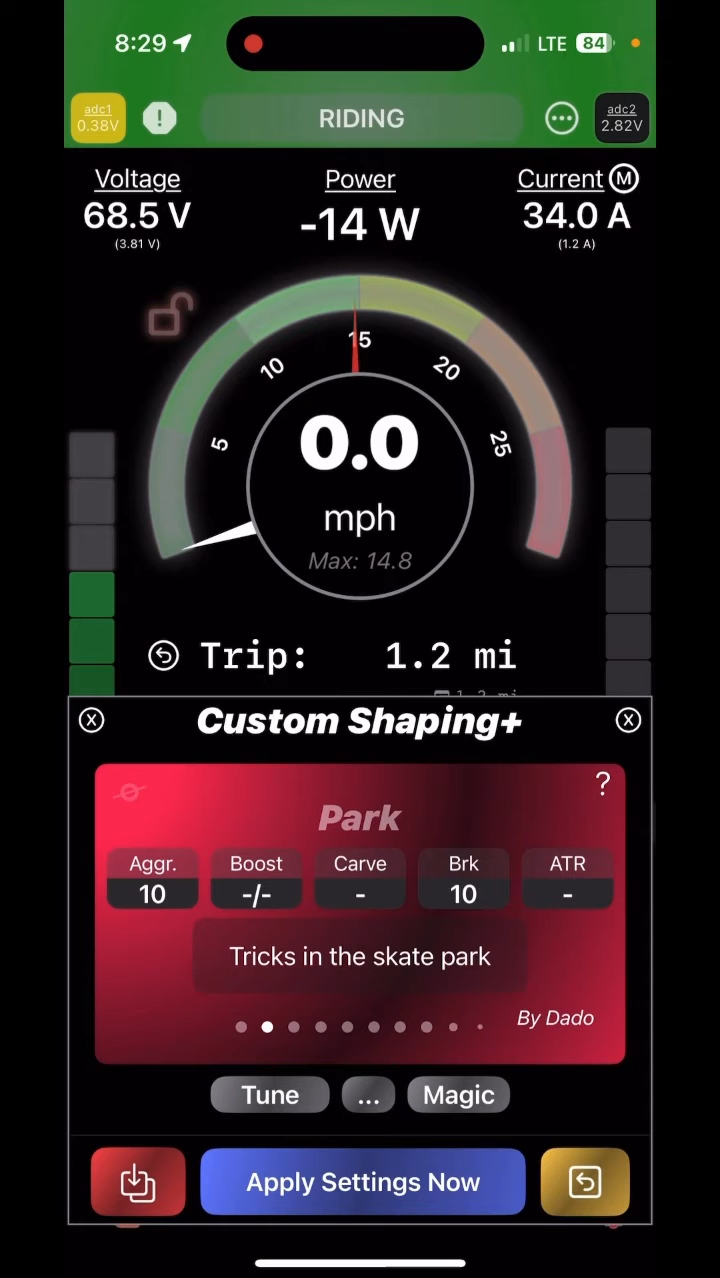 8:29
LTE 84
adc1
0.38V
!
RIDING
adc2
2.82V
Voltage
68.5 V
(3.81 V)
Power
-14 W
Current M
34.0 A
(1.2 A)
5
10
15
20
25
0.0
mph
Max: 14.8
Trip: 1.2 mi
Custom Shaping+
?
Park
Aggr. Boost Carve Brk ATR
10 -/- - 10 -
Tricks in the skate park
By Dado
Tune ... Magic
Apply Settings Now